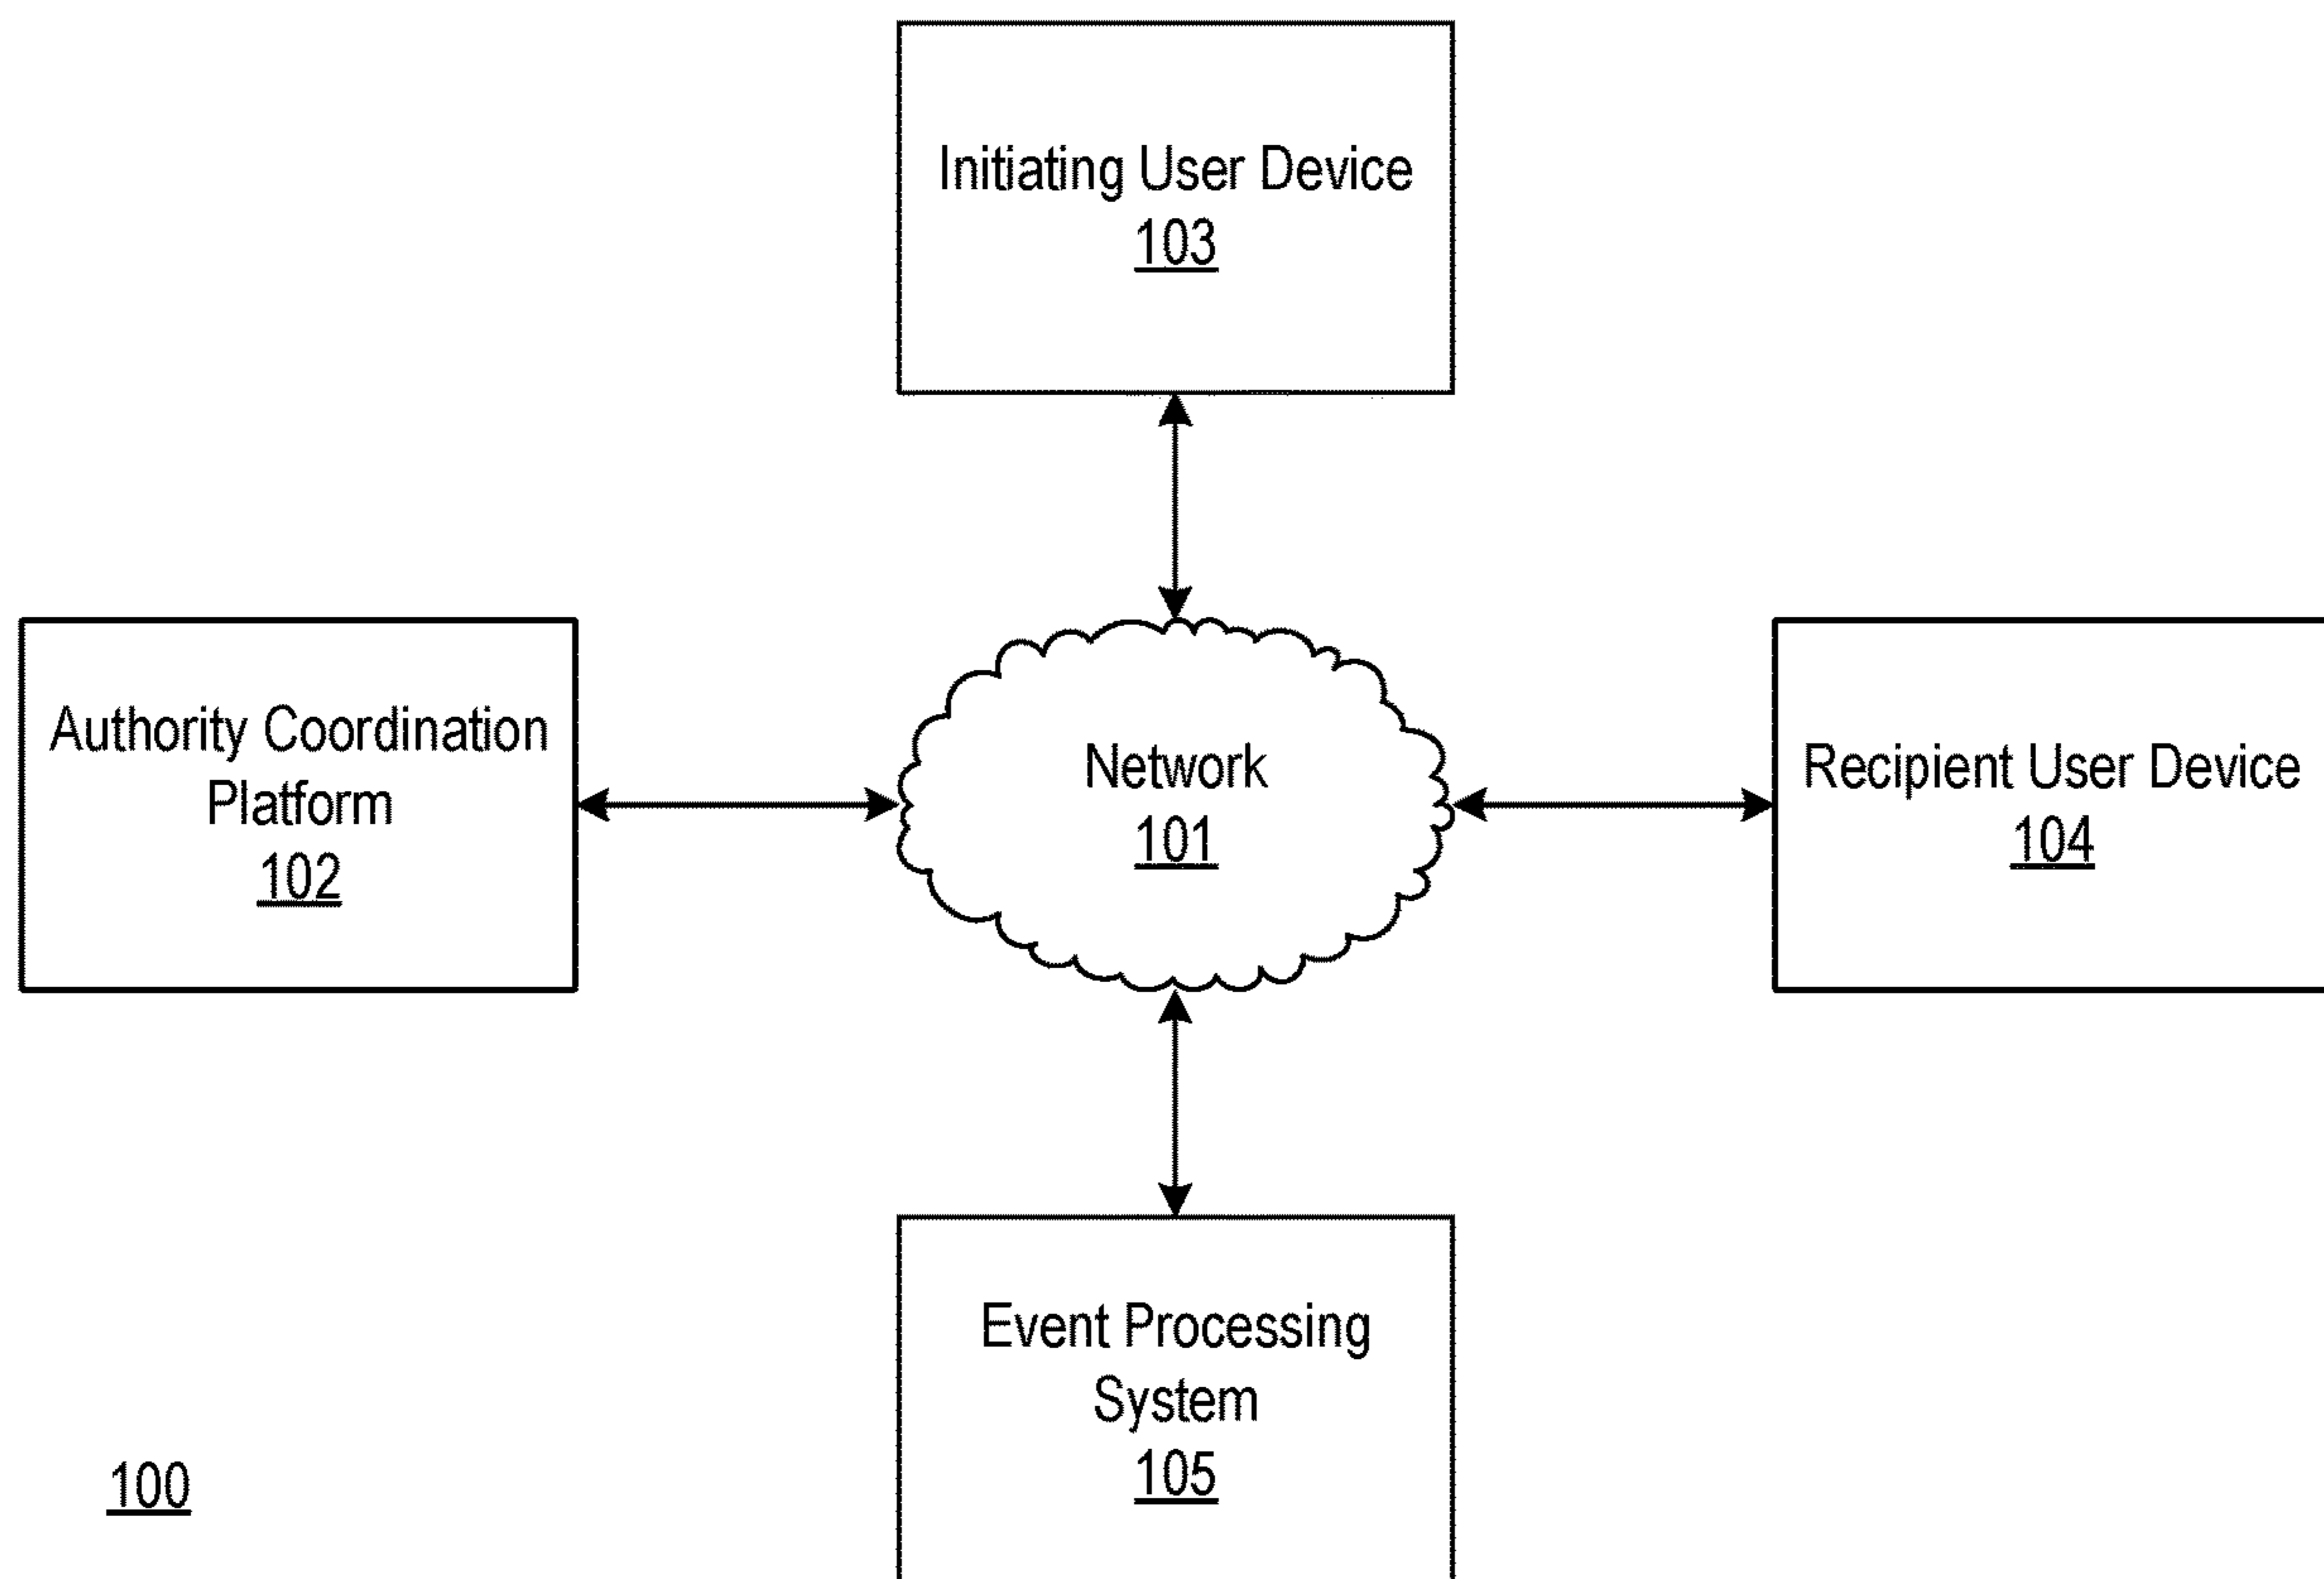 Initiating User Device
103
Authority Coordination
Platform
102
Network
101
Recipient User Device
104
Event Processing
System
105
100